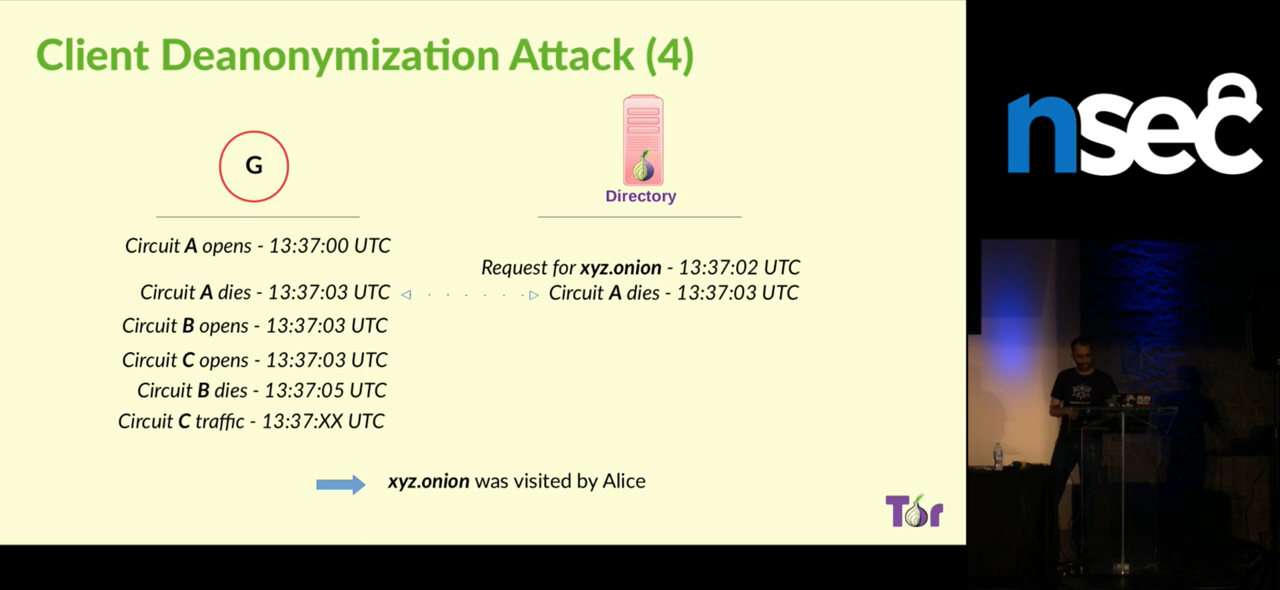 Client Deanonymization Attack (4)
G
Directory
Circuit A opens - 13:37:00 UTC
Request for xyz.onion - 13:37:02 UTC
Circuit A dies - 13:37:03 UTC
Circuit A dies - 13:37:03 UTC
Circuit B opens - 13:37:03 UTC
Circuit C opens - 13:37:03 UTC
Circuit B dies - 13:37:05 UTC
Circuit C traffic - 13:37:XX UTC
xyz.onion was visited by Alice
Tor
nsec